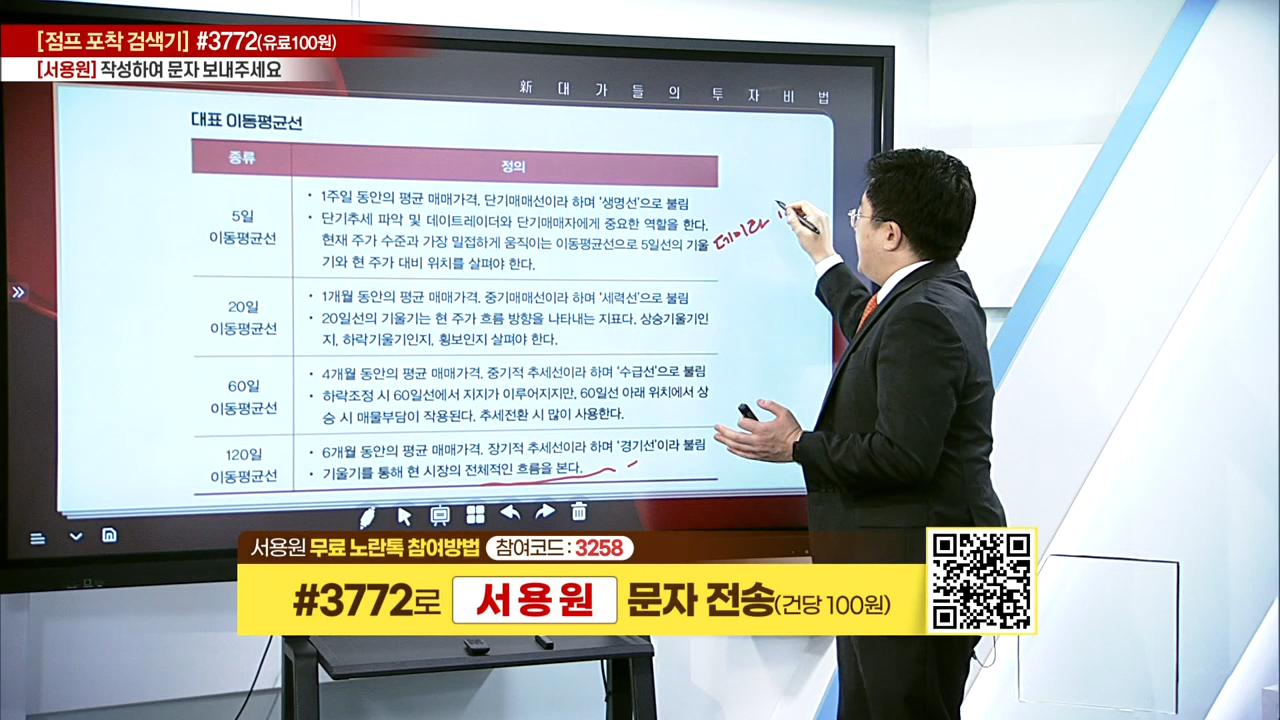 [점프 포착 검색기] #3772(유료100원)
[서용원] 작성하여 문자 보내주세요
新 대 가 들 의 투 자 비 법
대표 이동평균선
종류 정의
5일 이동평균선
• 1주일 동안의 평균 매매가격. 단기매매선이라 하며 '생명선'으로 불림
• 단기추세 파악 및 데이트레이더와 단기매매자에게 중요한 역할을 한다.
현재 주가 수준과 가장 밀접하게 움직이는 이동평균선으로 5일선의 기울
기와 현 주가 대비 위치를 살펴야 한다.
데이라
20일 이동평균선
• 1개월 동안의 평균 매매가격. 중기매매선이라 하며 '세력선'으로 불림
• 20일선의 기울기는 현 주가 흐름 방향을 나타내는 지표다. 상승기울기인
지, 하락기울기인지, 횡보인지 살펴야 한다.
60일 이동평균선
• 4개월 동안의 평균 매매가격. 중기적 추세선이라 하며 '수급선'으로 불림
• 하락조정 시 60일선에서 지지가 이루어지지만, 60일선 아래 위치에서 상
승 시 매물부담이 작용된다. 추세전환 시 많이 사용한다.
120일 이동평균선
• 6개월 동안의 평균 매매가격. 장기적 추세선이라 하며 '경기선'이라 불림
• 기울기를 통해 현 시장의 전체적인 흐름을 본다.
서용원 무료 노란톡 참여방법 참여코드 : 3258
#3772로 서용원 문자 전송(건당 100원)